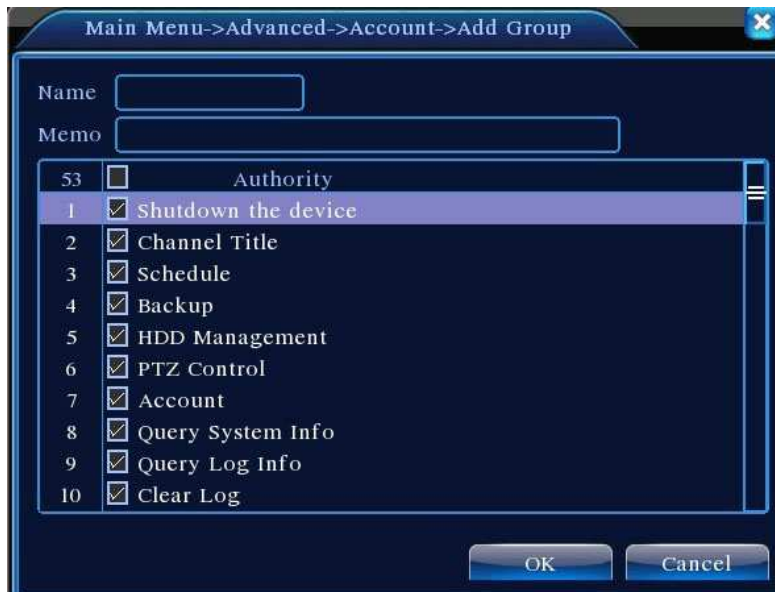 Main Menu->Advanced->Account->Add Group
Name
Memo
53 Authority
1 Shutdown the device
2 Channel Title
3 Schedule
4 Backup
5 HDD Management
6 PTZ Control
7 Account
8 Query System Info
9 Query Log Info
10 Clear Log
OK Cancel